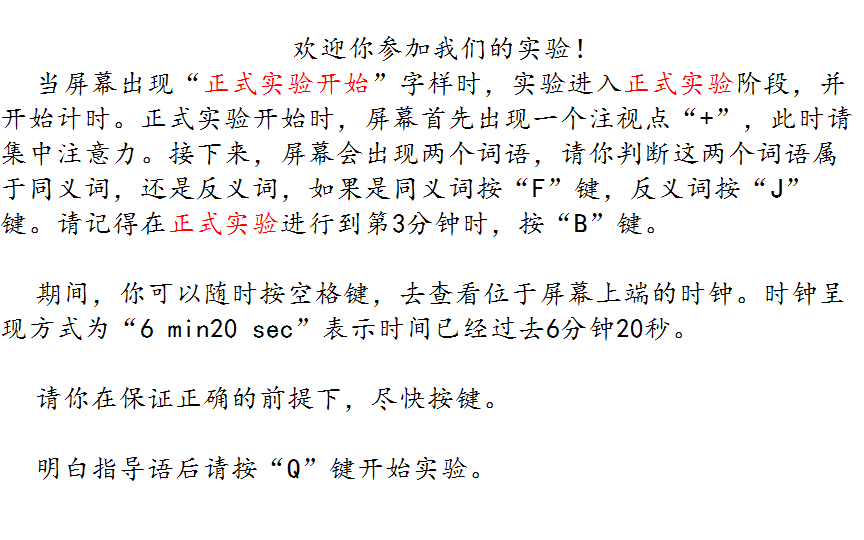 欢迎你参加我们的实验！
当屏幕出现“正式实验开始”字样时，实验进入正式实验阶段，并
开始计时。正式实验开始时，屏幕首先出现一个注视点“+”，此时请
集中注意力。接下来，屏幕会出现两个词语，请你判断这两个词语属
于同义词，还是反义词，如果是同义词按“F”键，反义词按“J”
键。请记得在正式实验进行到第3分钟时，按“B”键。
期间，你可以随时按空格键，去查看位于屏幕上端的时钟。时钟呈
现方式为“6 min20 sec”表示时间已经过去6分钟20秒。
请你在保证正确的前提下，尽快按键。
明白指导语后请按“Q”键开始实验。